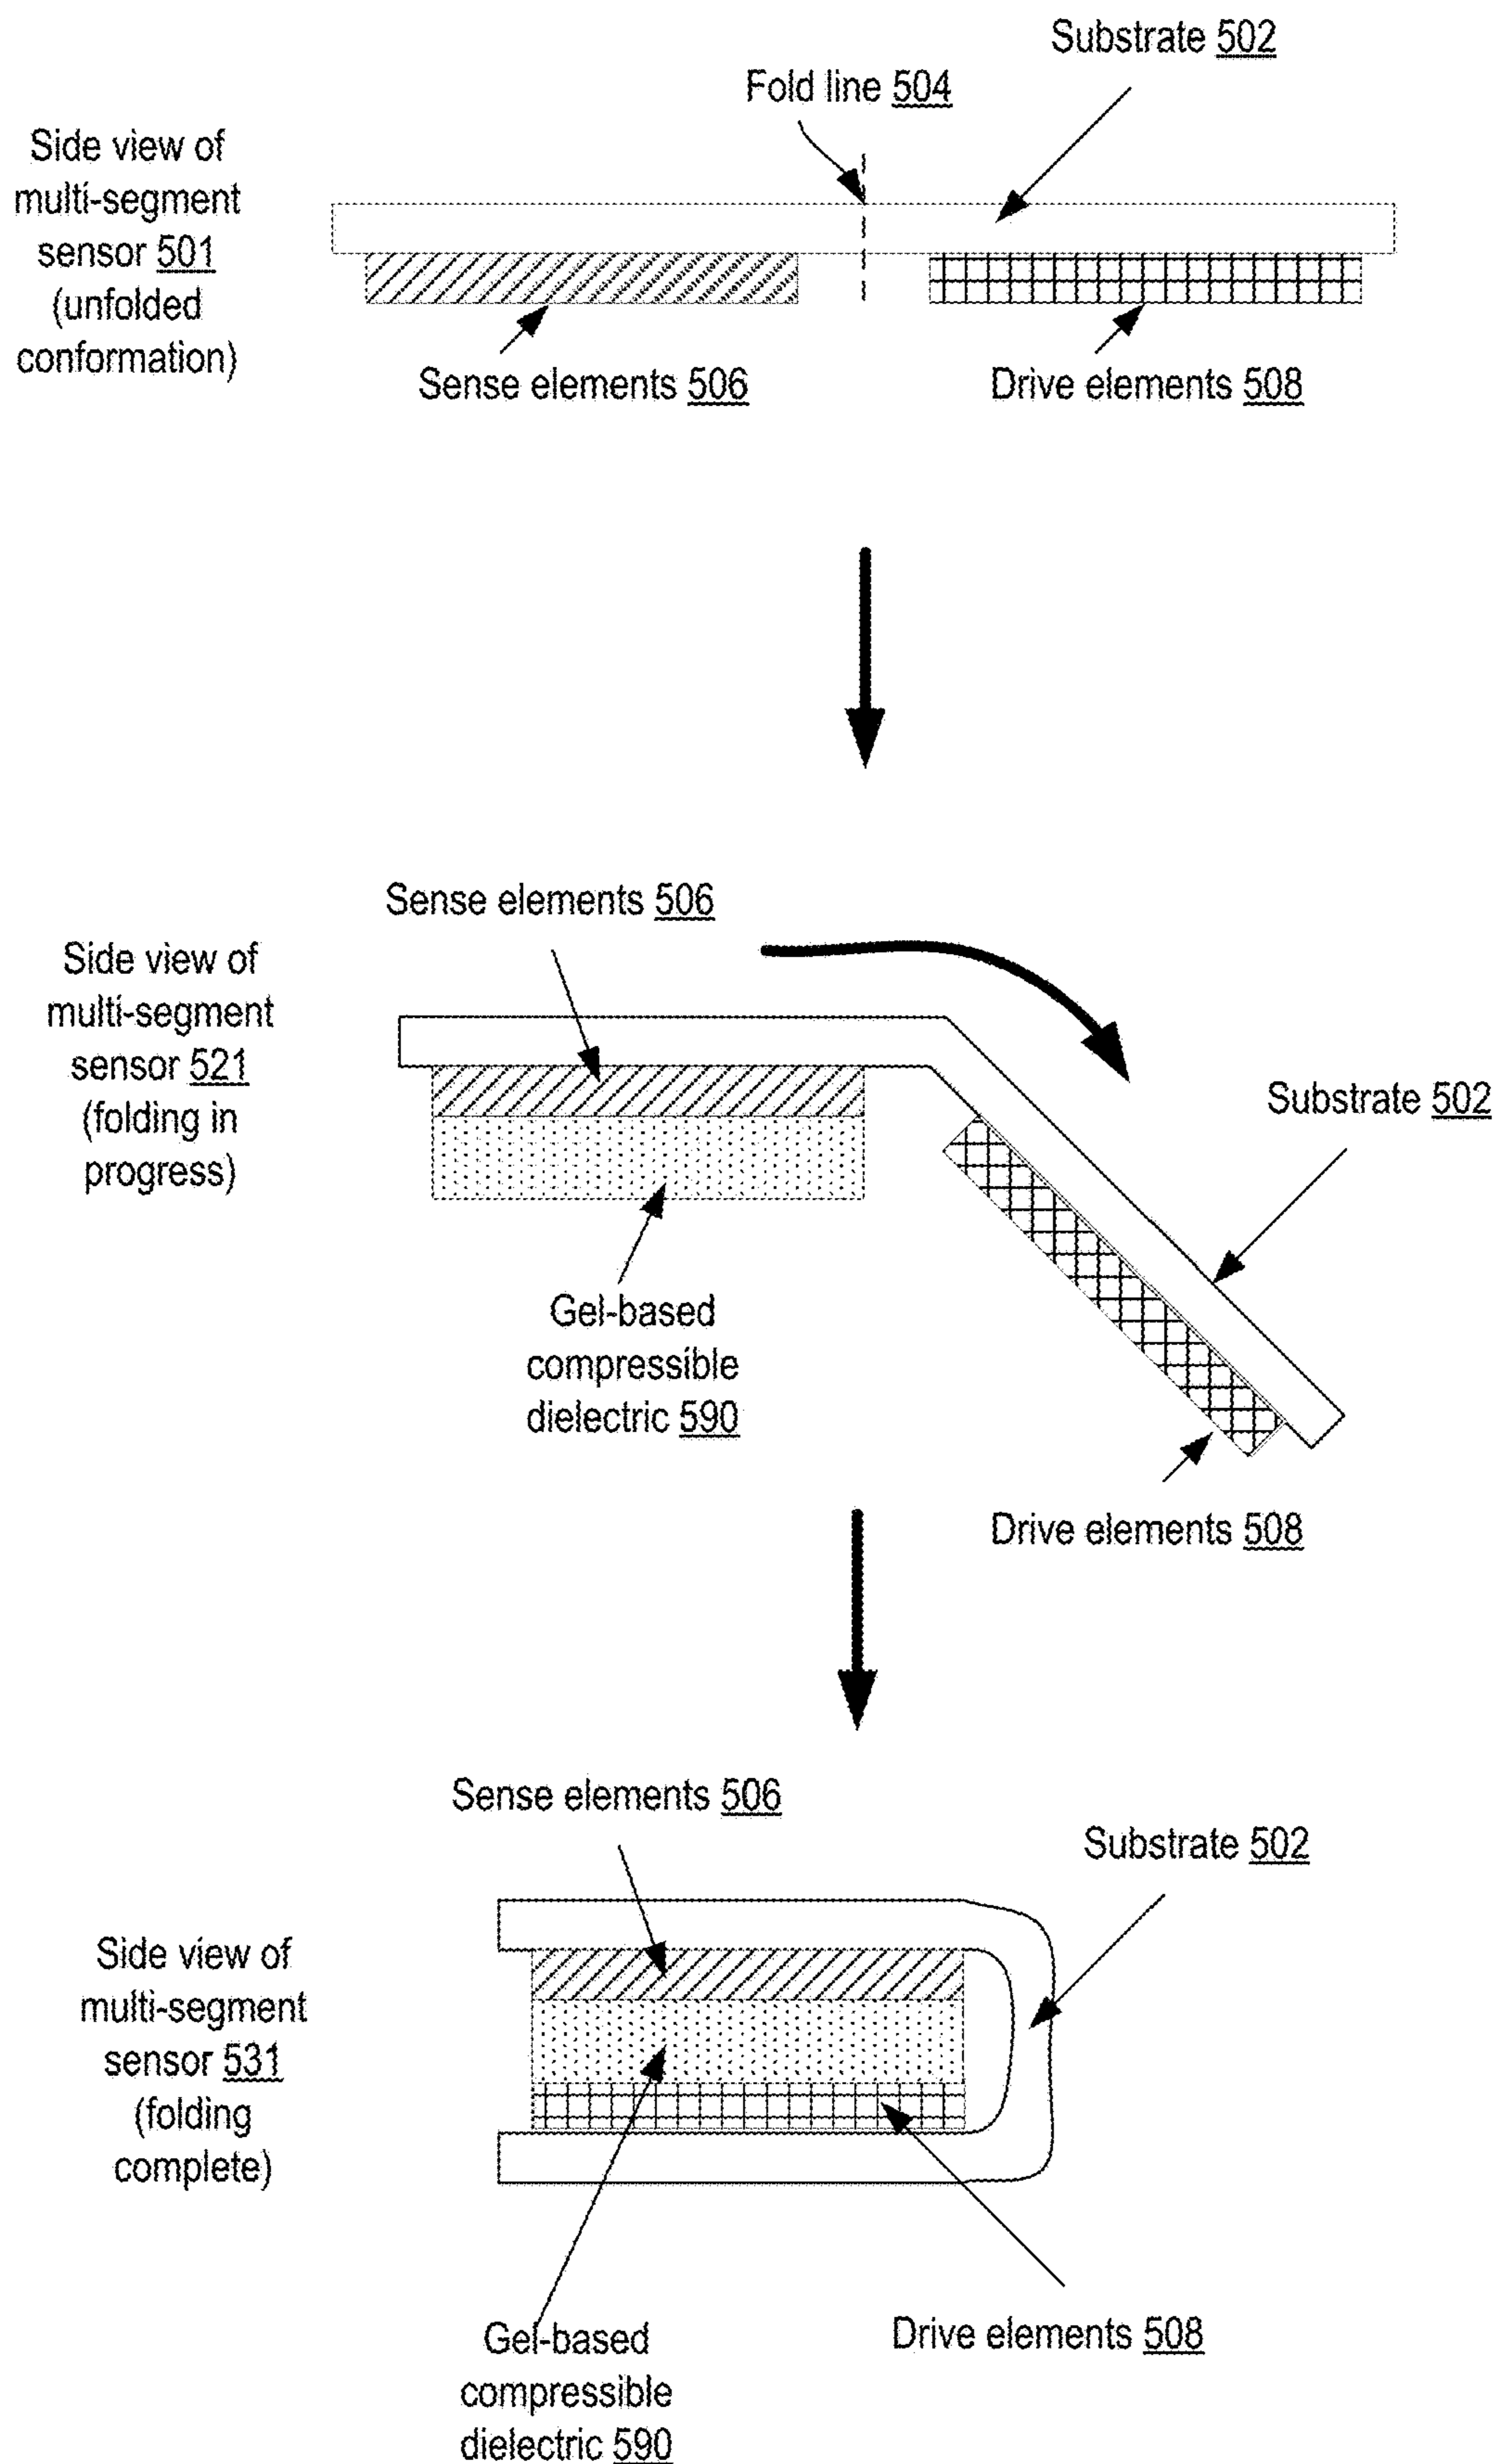 Substrate 502
Fold line 504
Side view of
multi-segment
sensor 501
(unfolded
conformation)
Sense elements 506
Drive elements 508
Sense elements 506
Side view of
multi-segment
sensor 521
(folding in
progress)
Substrate 502
Gel-based
compressible
dielectric 590
Drive elements 508
Sense elements 506
Substrate 502
Side view of
multi-segment
sensor 531
(folding
complete)
Gel-based
compressible
dielectric 590
Drive elements 508